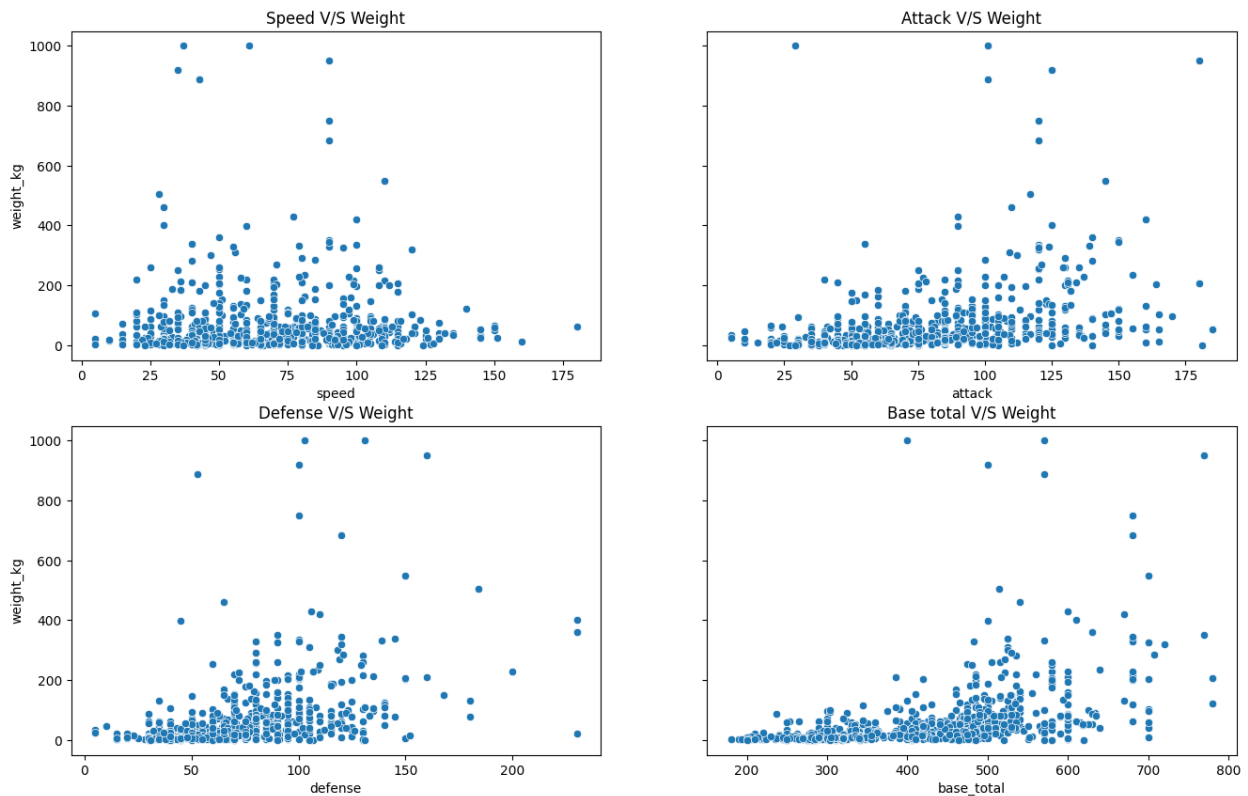 Speed V/S Weight
Attack V/S Weight
1000
800
600
400
200
0
weight_kg
0 25 50 75 100 125 150 175
speed
0 25 50 75 100 125 150 175
attack
Defense V/S Weight
Base total V/S Weight
1000
800
600
400
200
0
weight_kg
0 50 100 150 200
defense
200 300 400 500 600 700 800
base_total